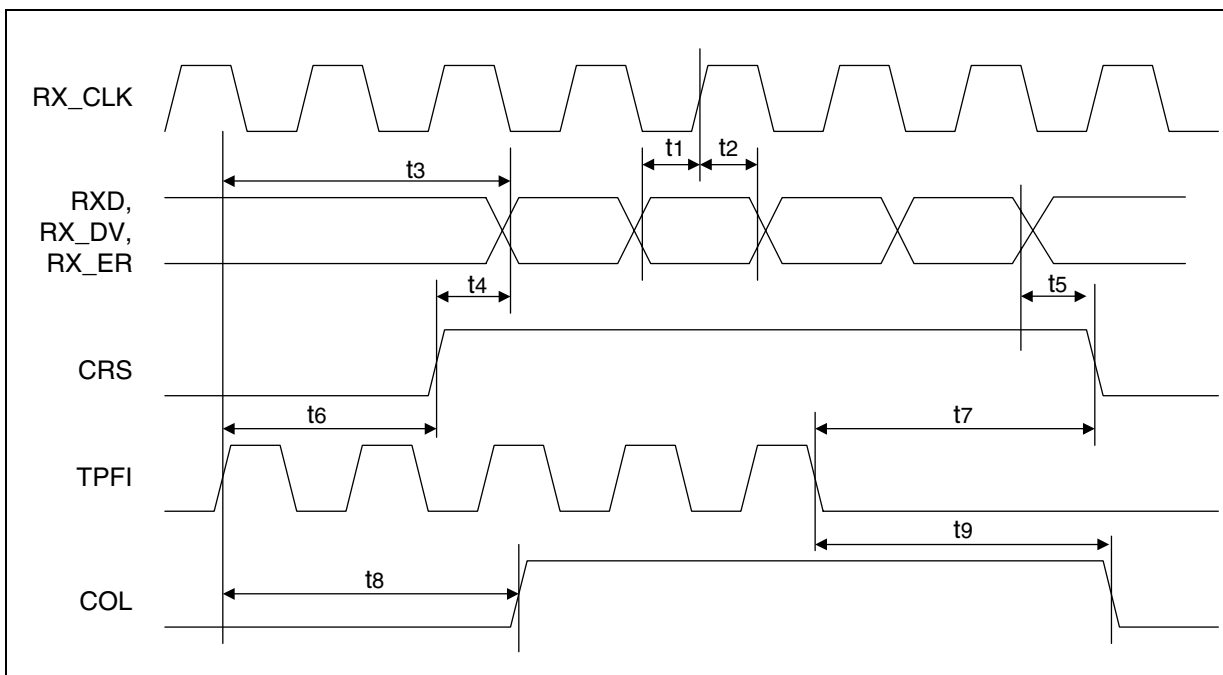 RX_CLK
t1
t2
t3
RXD,
RX_DV,
RX_ER
t4
t5
CRS
t6
t7
TPFI
t9
t8
COL